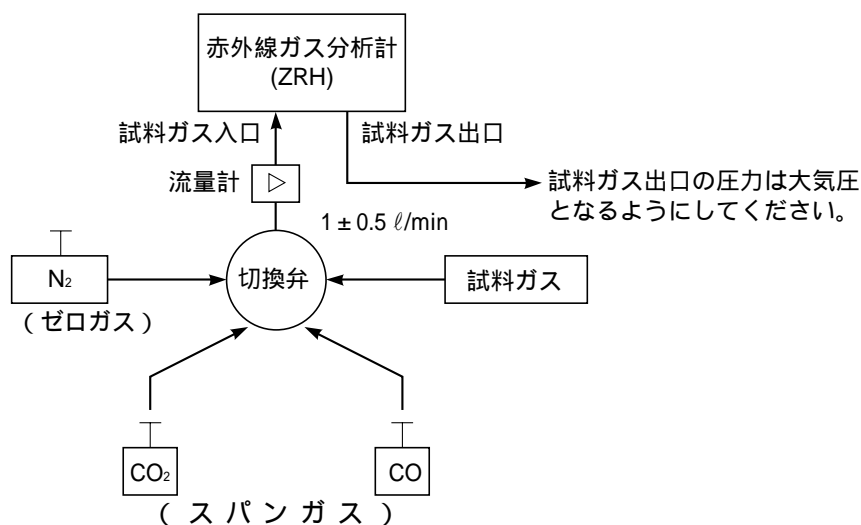 赤外線ガス分析計
(ZRH)
試料ガス入口
試料ガス出口
流量計
試料ガス出口の圧力は大気圧
となるようにしてください。
1 ± 0.5 ℓ/min
N₂
切換弁
試料ガス
(ゼロガス)
CO₂
CO
(スパンガス)